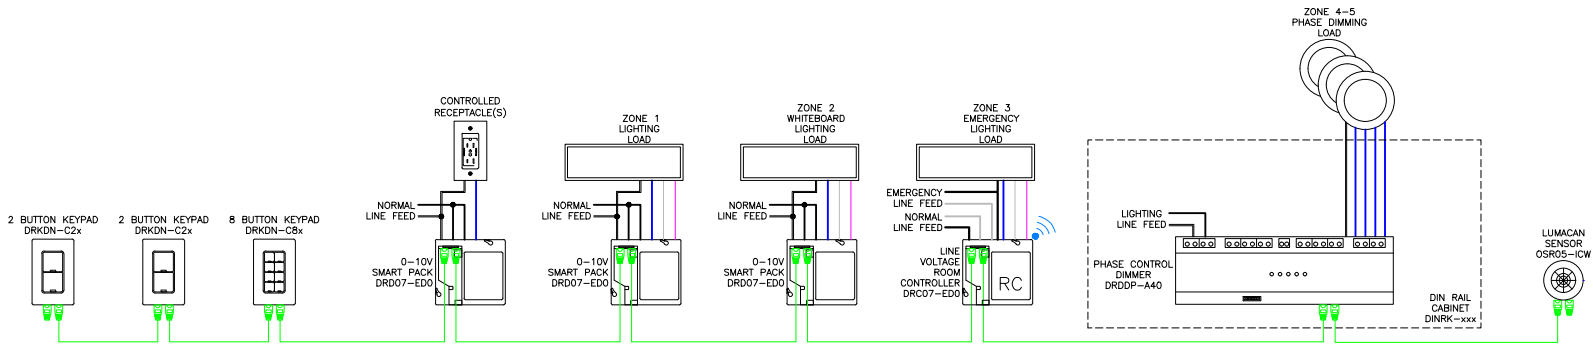 2 BUTTON KEYPAD
DRKDN-C2x
2 BUTTON KEYPAD
DRKDN-C2x
8 BUTTON KEYPAD
DRKDN-C8x
CONTROLLED
RECEPTACLE(S)
NORMAL
LINE FEED
0-10V
SMART PACK
DRD07-ED0
ZONE 1
LIGHTING
LOAD
NORMAL
LINE FEED
0-10V
SMART PACK
DRD07-ED0
ZONE 2
WHITEBOARD
LIGHTING
LOAD
NORMAL
LINE FEED
0-10V
SMART PACK
DRD07-ED0
ZONE 3
EMERGENCY
LIGHTING
LOAD
EMERGENCY
LINE FEED
NORMAL
LINE FEED
LINE
VOLTAGE
ROOM
CONTROLLER
DRC07-ED0
RC
ZONE 4-5
PHASE DIMMING
LOAD
LIGHTING
LINE FEED
PHASE CONTROL
DIMMER
DRDDP-A40
DIN RAIL
CABINET
DINRK-xxx
LUMACAN
SENSOR
OSR05-ICW